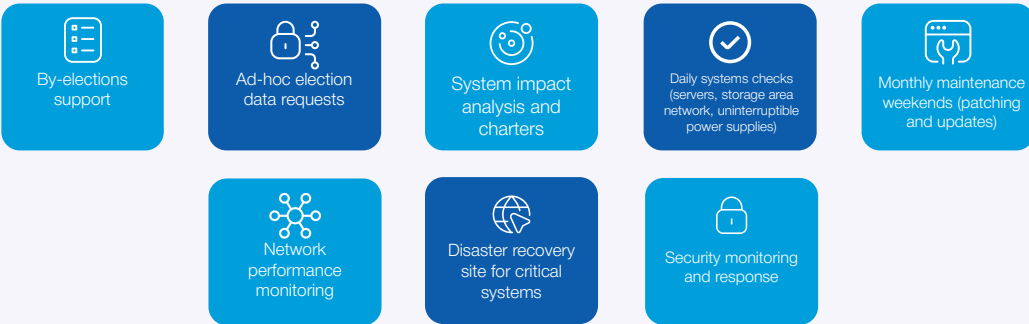 By-elections
support
Ad-hoc election
data requests
System impact
analysis and
charters
Daily systems checks
(servers, storage area
network, uninterruptible
power supplies)
Monthly maintenance
weekends (patching
and updates)
Network
performance
monitoring
Disaster recovery
site for critical
systems
Security monitoring
and response